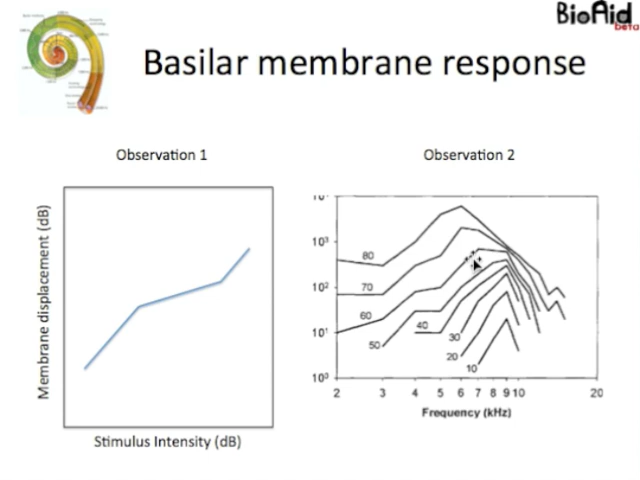 BioAid
beta
Basilar membrane response
Observation 1
Observation 2
Membrane displacement (dB)
Stimulus Intensity (dB)
10³
10²
10¹
10⁰
80
70
60
50
40
30
20
10
2 3 4 5 6 7 8 9 10 20
Frequency (kHz)